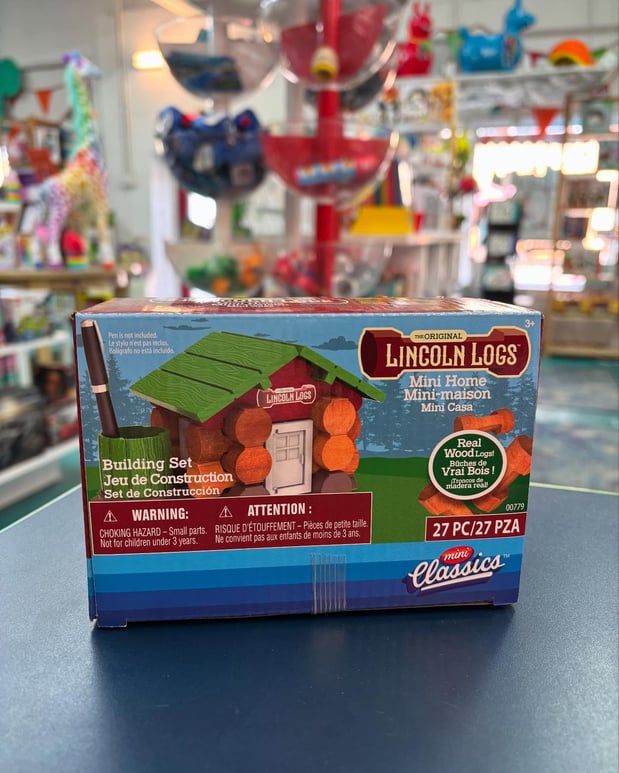 Pen is not included.
Le stylo n'est pas inclus.
Bolígrafo no está incluido.
3+
THE ORIGINAL
LINCOLN LOGS
Mini Home
Mini-maison
Mini Casa
LINCOLN LOGS
Real
Wood Logs!
Bûches de
Vrai Bois !
¡Troncos de
madera real!
Building Set
Jeu de Construction
Set de Construcción
00779
⚠ WARNING:
CHOKING HAZARD – Small parts.
Not for children under 3 years.
⚠ ATTENTION :
RISQUE D'ÉTOUFFEMENT – Pièces de petite taille.
Ne convient pas aux enfants de moins de 3 ans.
27 PC/27 PZA
mini
Classics™